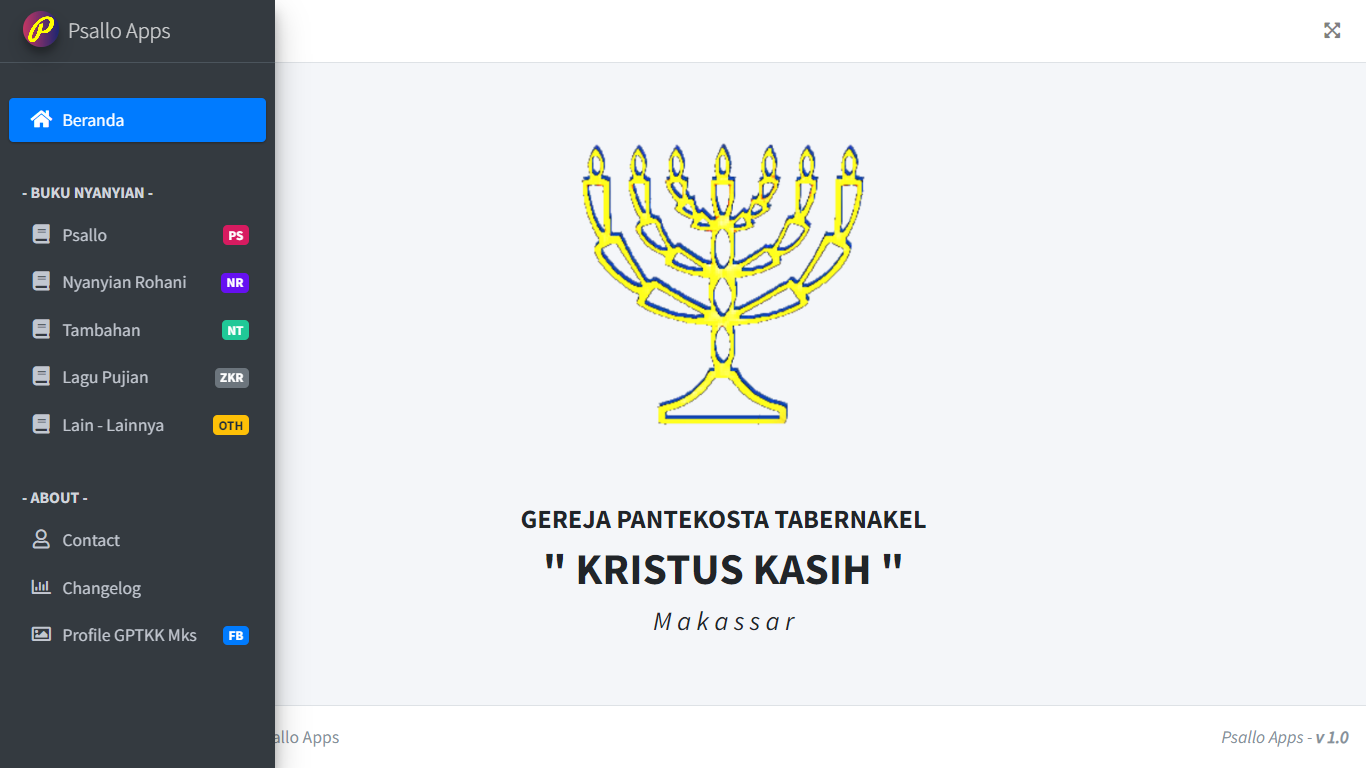 Psallo Apps
Beranda
- BUKU NYANYIAN -
Psallo PS
Nyanyian Rohani NR
Tambahan NT
Lagu Pujian ZKR
Lain - Lainnya OTH
- ABOUT -
Contact
Changelog
Profile GPTKK Mks FB
GEREJA PANTEKOSTA TABERNAKEL
" KRISTUS KASIH "
Makassar
allo Apps
Psallo Apps - v 1.0